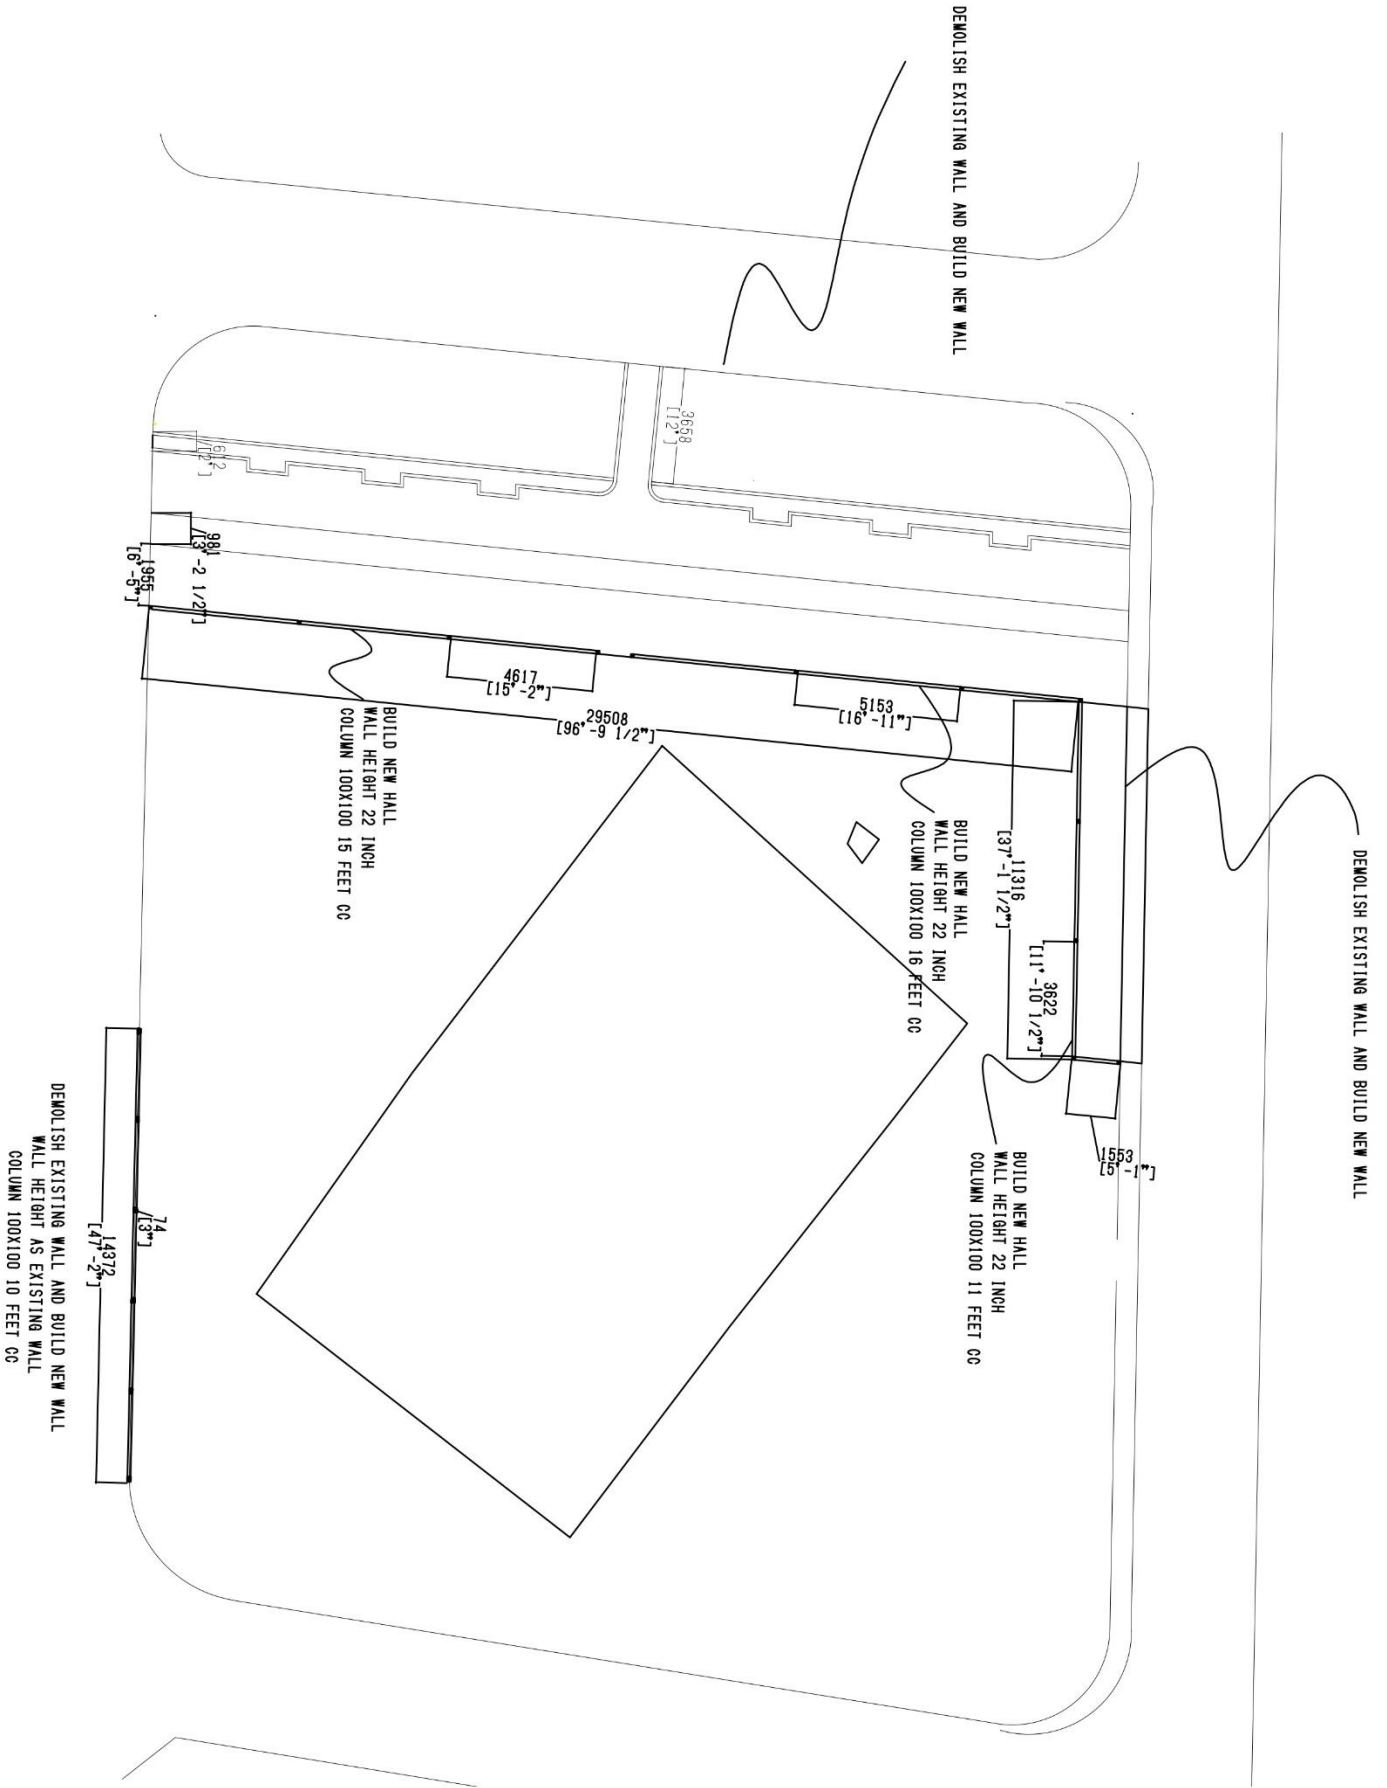 DEMOLISH EXISTING WALL AND BUILD NEW WALL
DEMOLISH EXISTING WALL AND BUILD NEW WALL
3658
[12']
612
[2']
981
[3'-2 1/2"]
1955
[6'-5"]
4617
[15'-2"]
5153
[16'-11"]
29508
[96'-9 1/2"]
11316
[37'-1 1/2"]
3622
[11'-10 1/2"]
1553
[5'-1"]
BUILD NEW HALL
WALL HEIGHT 22 INCH
COLUMN 100X100 15 FEET CC
BUILD NEW HALL
WALL HEIGHT 22 INCH
COLUMN 100X100 16 FEET CC
BUILD NEW HALL
WALL HEIGHT 22 INCH
COLUMN 100X100 11 FEET CC
74
[3"]
14372
[47'-2"]
DEMOLISH EXISTING WALL AND BUILD NEW WALL
WALL HEIGHT AS EXISTING WALL
COLUMN 100X100 10 FEET CC